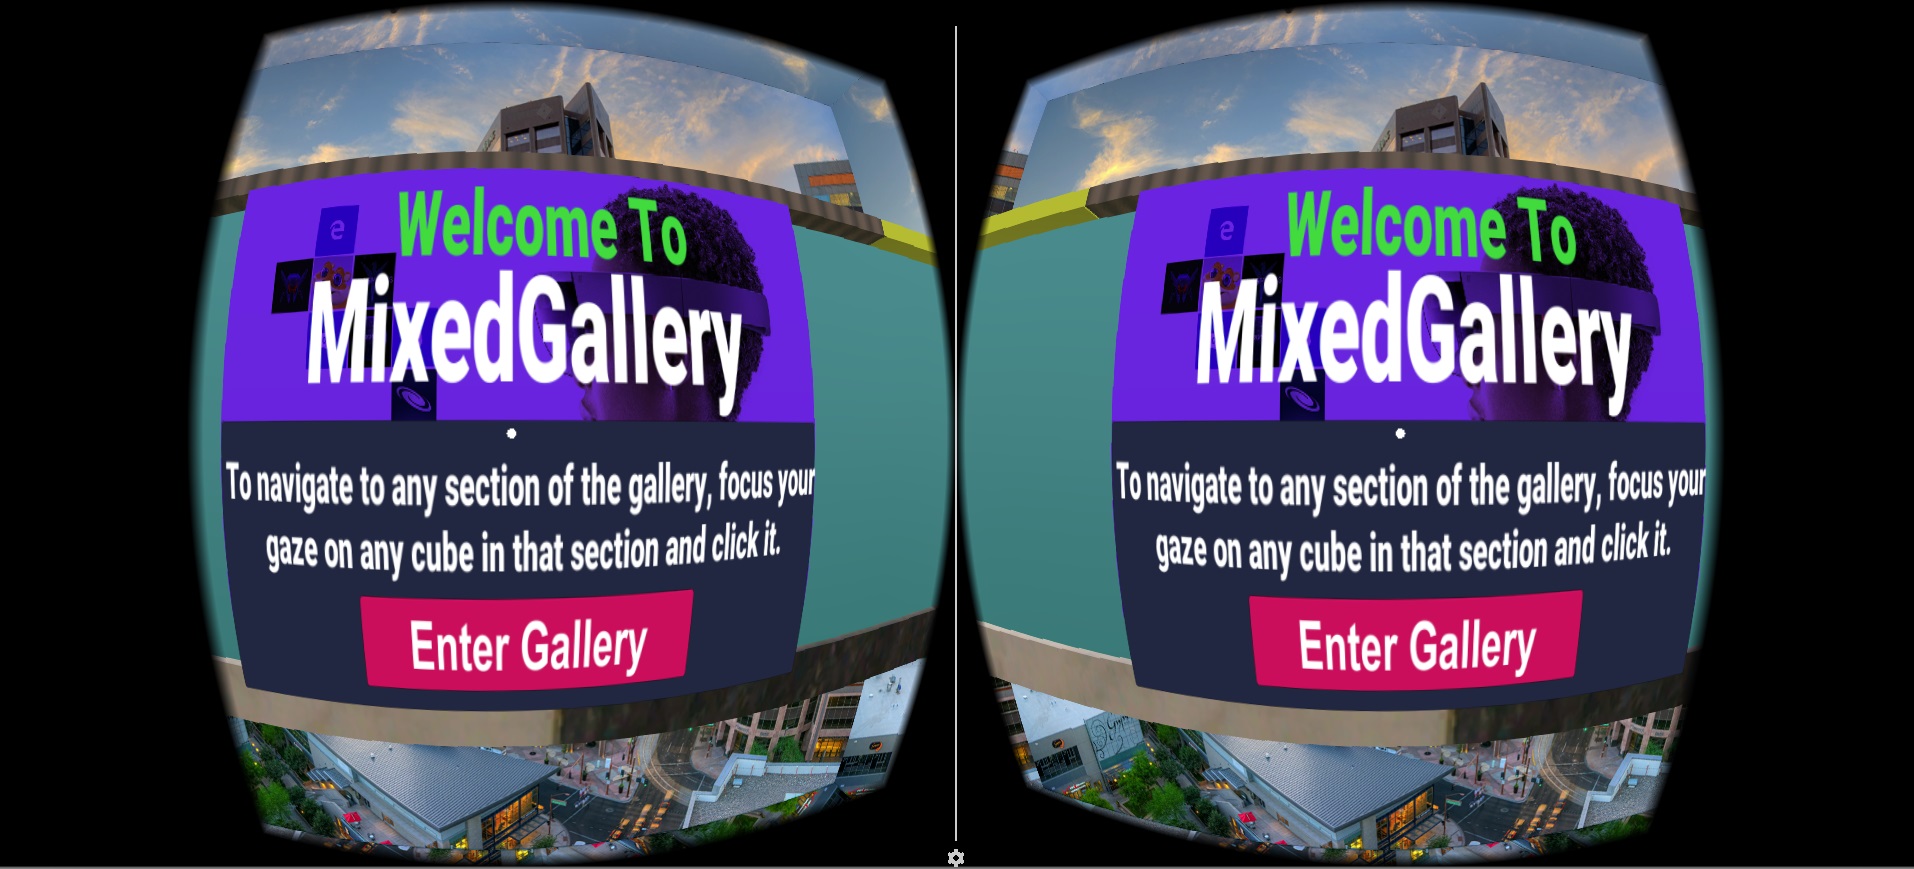 Welcome To
MixedGallery
To navigate to any section of the gallery, focus your
gaze on any cube in that section and click it.
Enter Gallery
Welcome To
MixedGallery
To navigate to any section of the gallery, focus your
gaze on any cube in that section and click it.
Enter Gallery